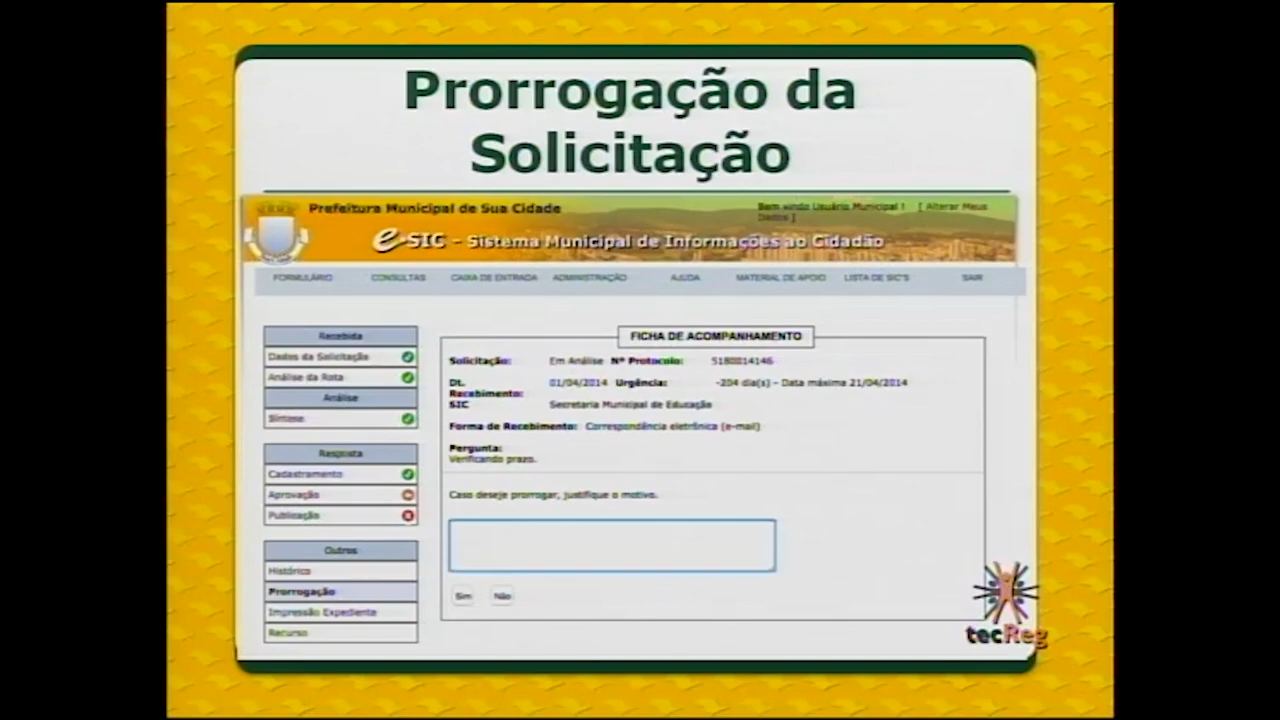 Prorrogação da
Solicitação
Prefeitura Municipal de Sua Cidade
Bem vindo Usuário Municipal ! [ Alterar Meus
Dados ]
e-SIC - Sistema Municipal de Informações ao Cidadão
FORMULÁRIO CONSULTAS CAIXA DE ENTRADA ADMINISTRAÇÃO AJUDA MATERIAL DE APOIO LISTA DE SIC'S SAIR
Recebida
Dados da Solicitação
Análise da Rota
Análise
Síntese
Resposta
Cadastramento
Aprovação
Publicação
Outros
Histórico
Prorrogação
Impressão Expediente
Recurso
FICHA DE ACOMPANHAMENTO
Solicitação: Em Análise Nº Protocolo: 5180014146
Dt. Recebimento: 01/04/2014 Urgência: -204 dia(s) - Data máxima 21/04/2014
SIC Secretaria Municipal de Educação
Forma de Recebimento: Correspondência eletrônica (e-mail)
Pergunta:
Verificando prazo.
Caso deseje prorrogar, justifique o motivo.
Sim Não
tecReg